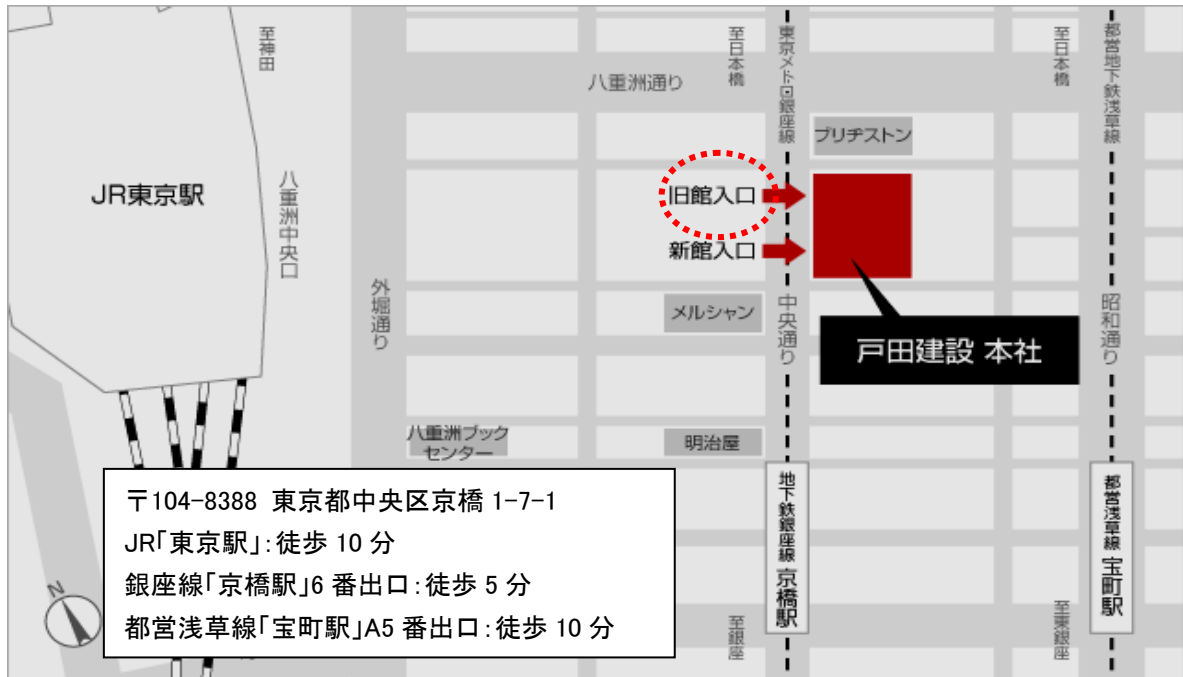 至神田
至日本橋
東京メトロ銀座線
至日本橋
都営地下鉄浅草線
八重洲通り
ブリヂストン
JR東京駅
八重洲中央口
旧館入口
新館入口
外堀通り
メルシャン
中央通り
昭和通り
戸田建設 本社
八重洲ブック
センター
明治屋
地下鉄銀座線 京橋駅
都営浅草線 宝町駅
〒104-8388 東京都中央区京橋 1-7-1
JR「東京駅」:徒歩 10 分
銀座線「京橋駅」6 番出口:徒歩 5 分
都営浅草線「宝町駅」A5 番出口:徒歩 10 分
N
至銀座
至東銀座